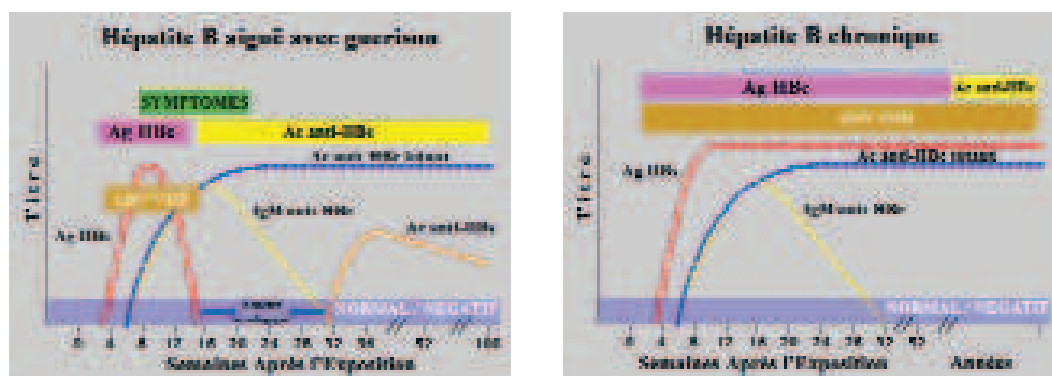 Hépatite B aiguë avec guerison
SYMPTOMES
Ag HBe
Ac anti-HBe
Ac anti-HBc totaux
Titre
IgM anti-HBc
Ag HBs
Ac anti-HBs
NORMAL / NEGATIF
0 4 8 12 16 20 24 28 32 36 52 100
Semaines Après l'Exposition
Hépatite B chronique
Ag HBe
Ac anti-HBe
Ag HBs
Ac anti-HBc totaux
Titre
IgM anti-HBc
NORMAL / NEGATIF
0 4 8 12 16 20 24 28 32 52
Semaines Après l'Exposition
Années